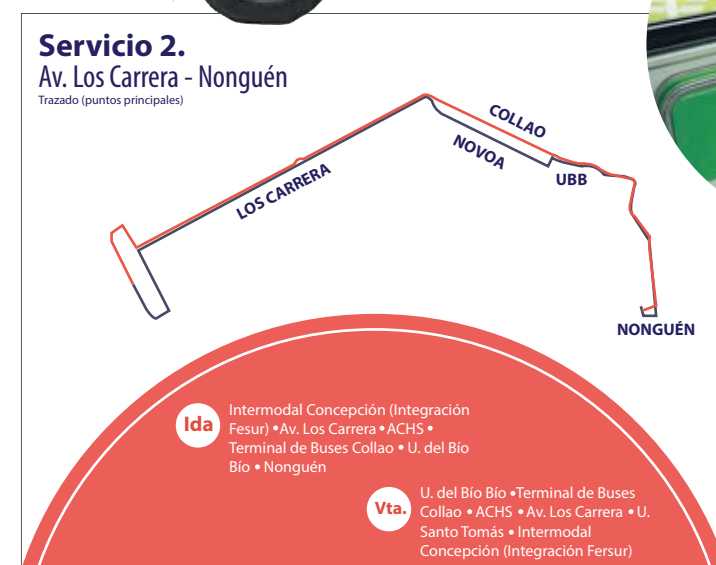 Servicio 2.
Av. Los Carrera - Nonguén
Trazado (puntos principales)
COLLAO
NOVOA
UBB
LOS CARRERA
NONGUÉN
Ida
Intermodal Concepción (Integración
Fesur) • Av. Los Carrera • ACHS •
Terminal de Buses Collao • U. del Bío
Bío • Nonguén
Vta.
U. del Bío Bío • Terminal de Buses
Collao • ACHS • Av. Los Carrera • U.
Santo Tomás • Intermodal
Concepción (Integración Fersur)